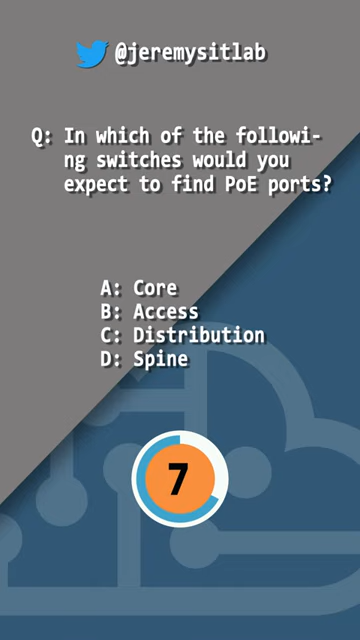 @jeremysitlab
Q: In which of the followi-
ng switches would you
expect to find PoE ports?
A: Core
B: Access
C: Distribution
D: Spine
7